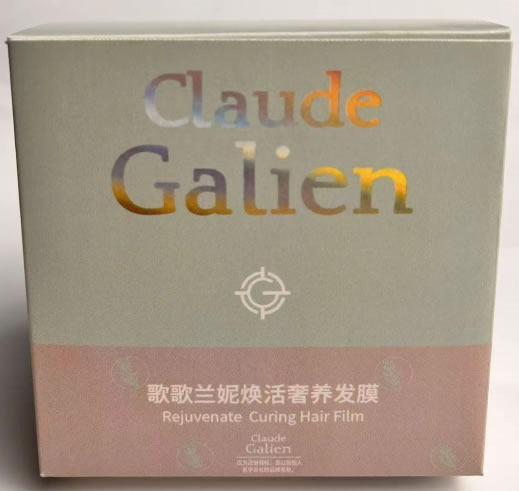 Claude
Galien
G
歌歌兰妮焕活奢养发膜
Rejuvenate Curing Hair Film
Claude
Galien